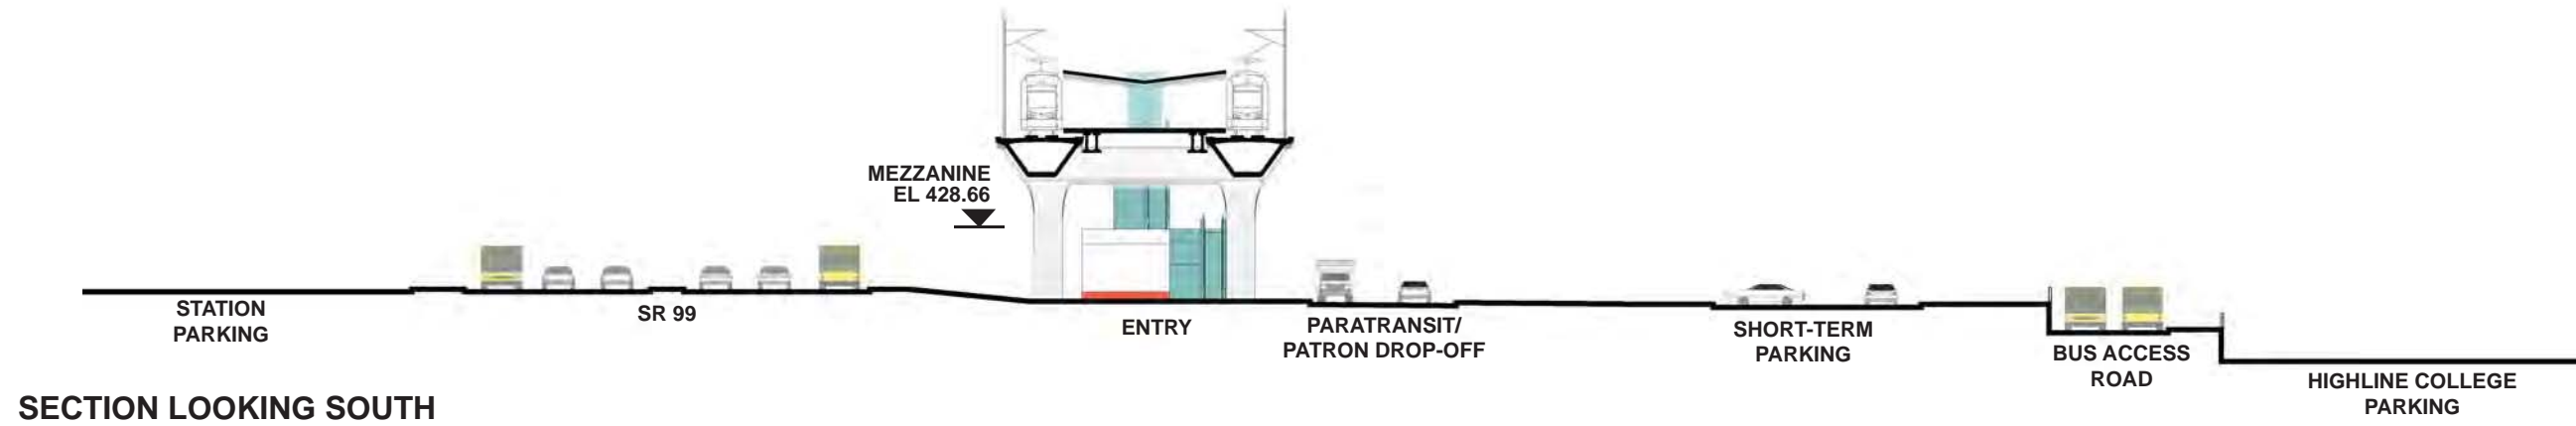 MEZZANINE
EL 428.66
STATION
PARKING
SR 99
ENTRY
PARATRANSIT/
PATRON DROP-OFF
SHORT-TERM
PARKING
BUS ACCESS
ROAD
HIGHLINE COLLEGE
PARKING
SECTION LOOKING SOUTH